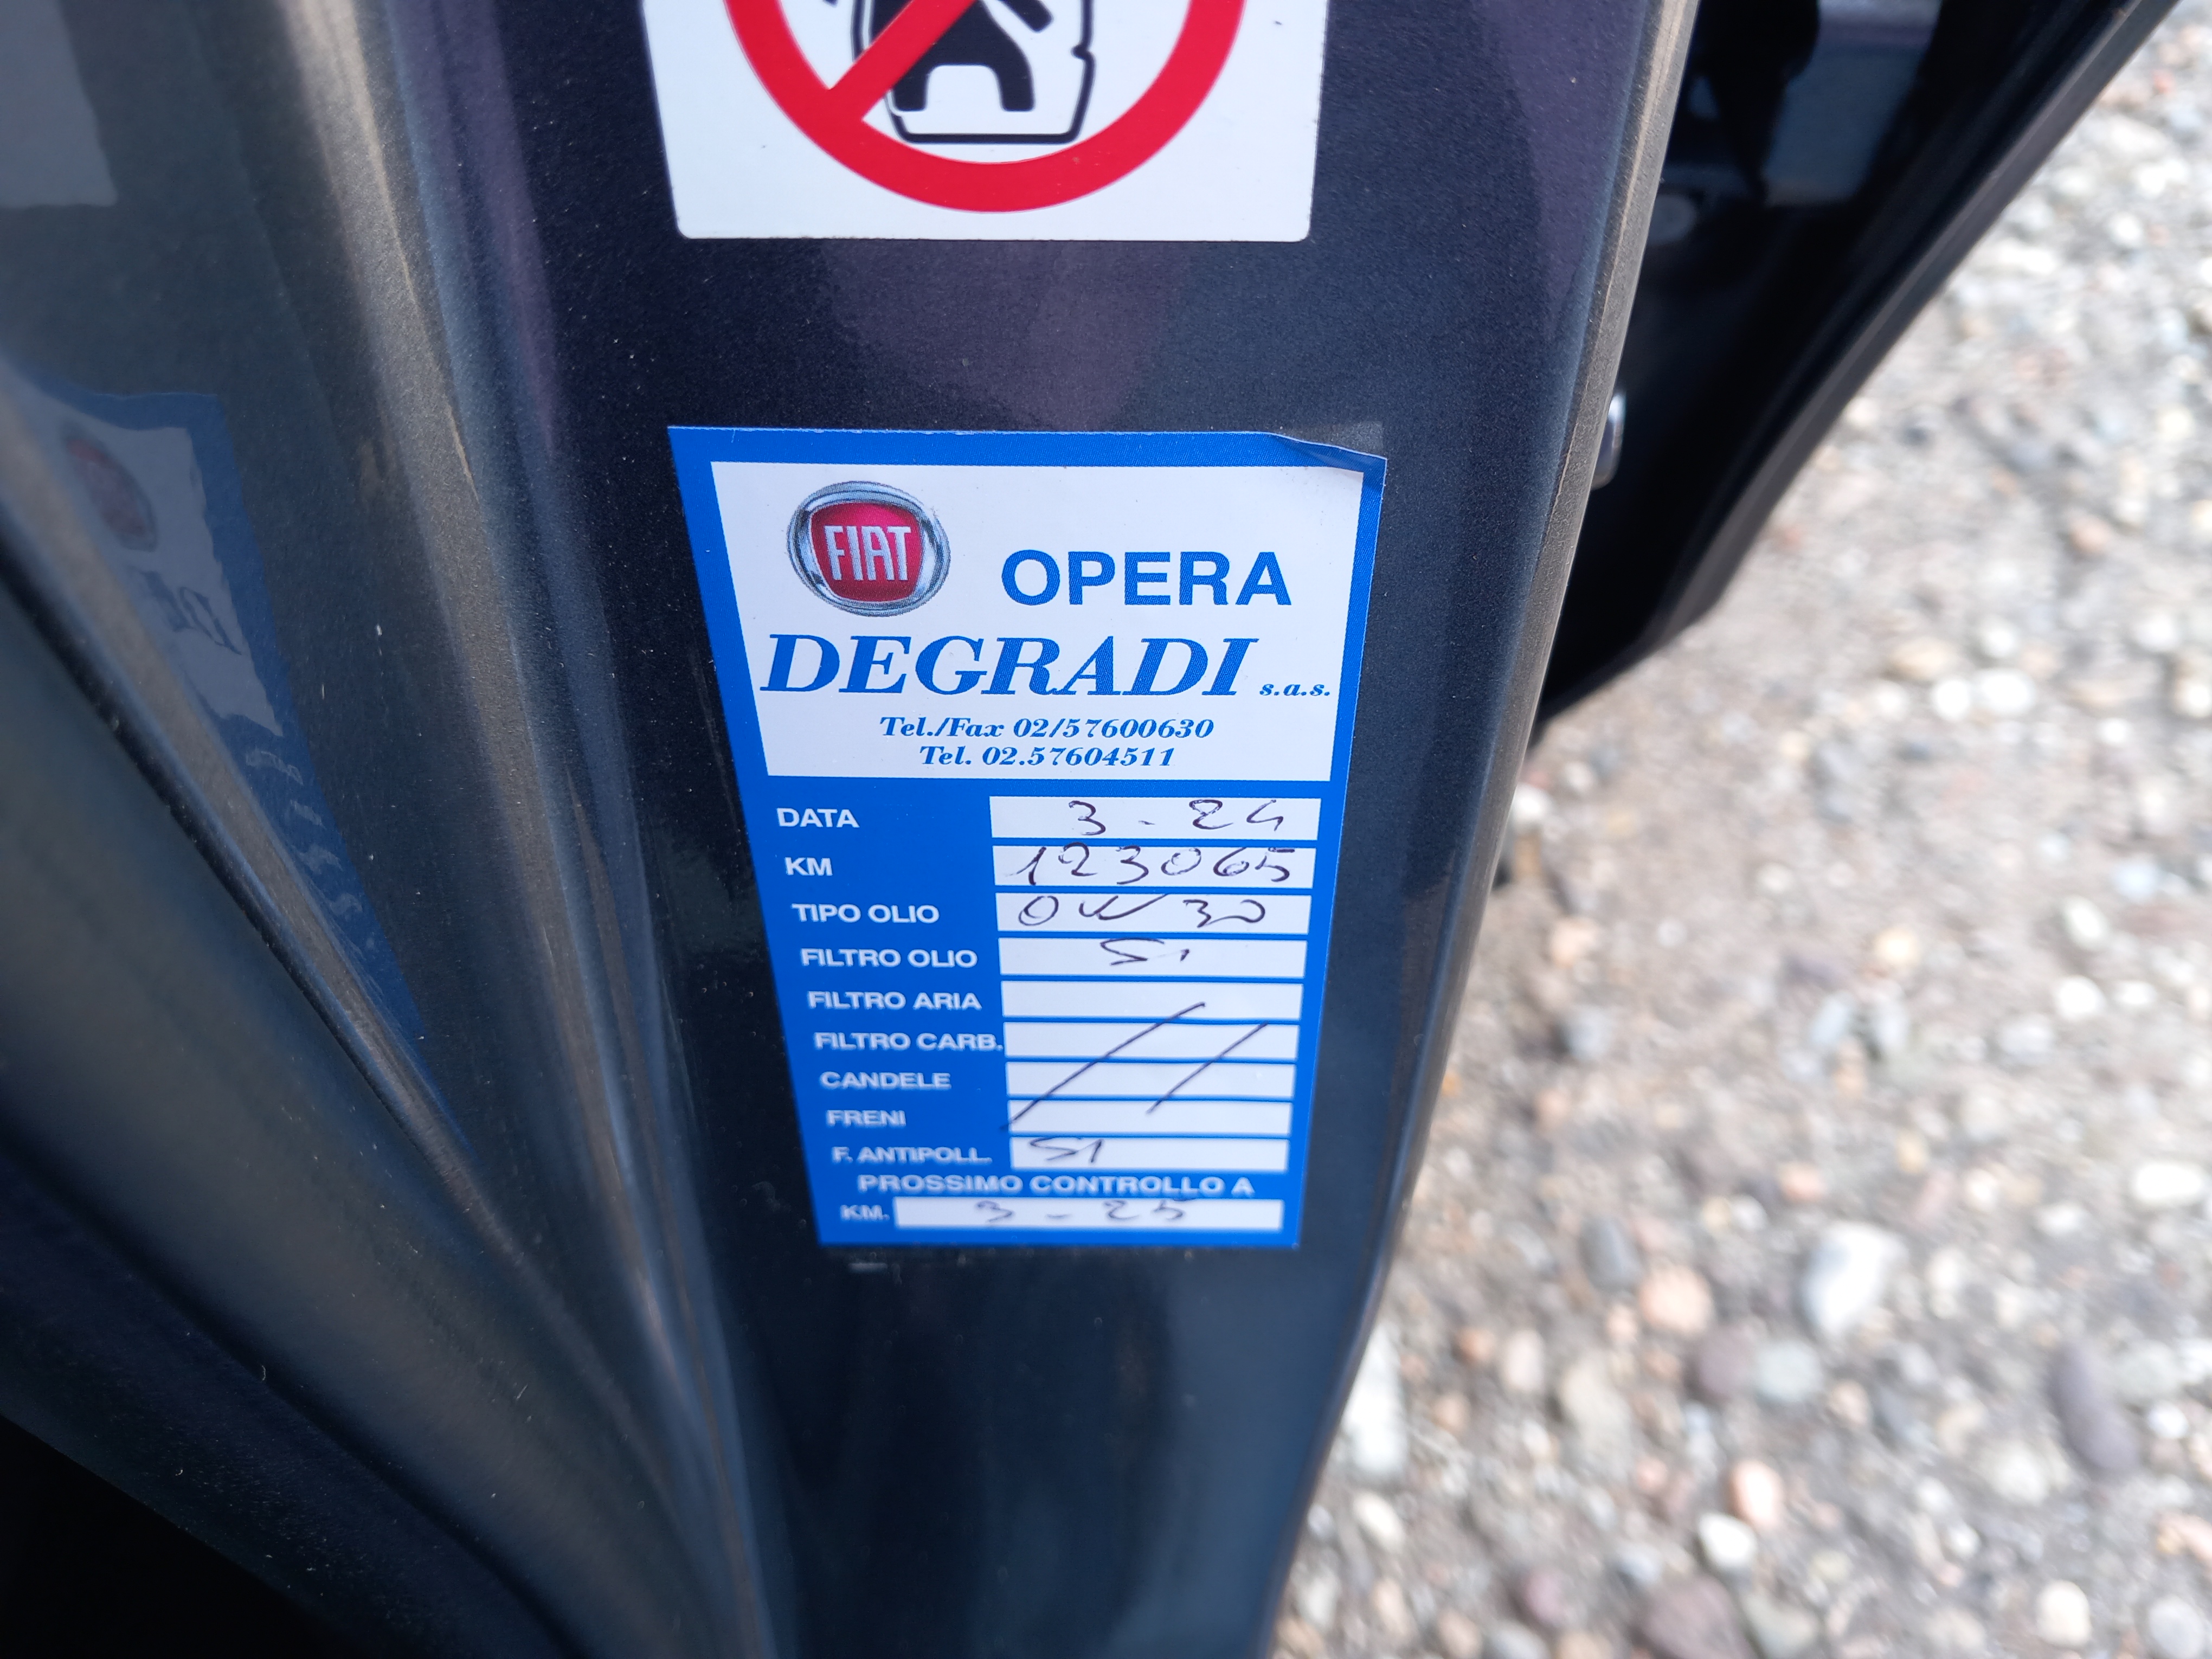 FIAT OPERA
DEGRADI s.a.s.
Tel./Fax 02/57600630
Tel. 02.57604511
DATA 3 - 24
KM 123065
TIPO OLIO 0W30
FILTRO OLIO SI
FILTRO ARIA
FILTRO CARB.
CANDELE
FRENI
F. ANTIPOLL. SI
PROSSIMO CONTROLLO A
KM. 3 - 25